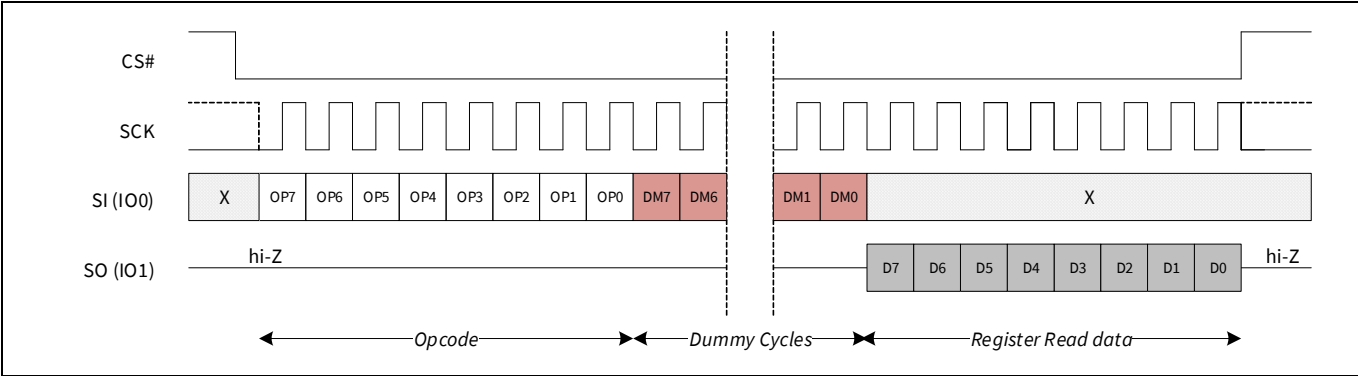 CS#
SCK
SI (IO0) X OP7 OP6 OP5 OP4 OP3 OP2 OP1 OP0 DM7 DM6 DM1 DM0 X
hi-Z hi-Z
SO (IO1) D7 D6 D5 D4 D3 D2 D1 D0
Opcode Dummy Cycles Register Read data